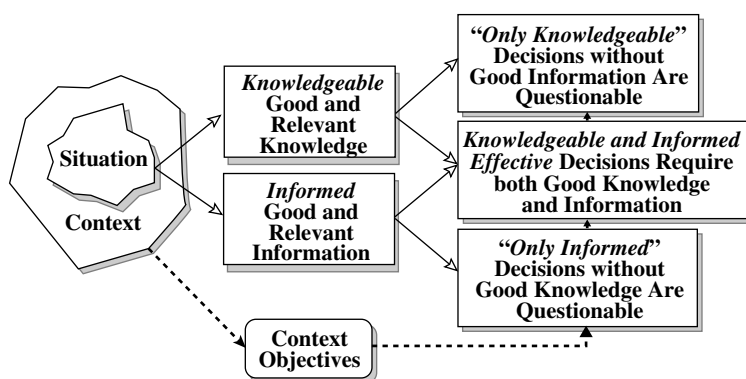 Situation
Context
Knowledgeable
Good and
Relevant
Knowledge
Informed
Good and
Relevant
Information
“Only Knowledgeable”
Decisions without
Good Information Are
Questionable
Knowledgeable and Informed
Effective Decisions Require
both Good Knowledge
and Information
“Only Informed”
Decisions without
Good Knowledge Are
Questionable
Context
Objectives